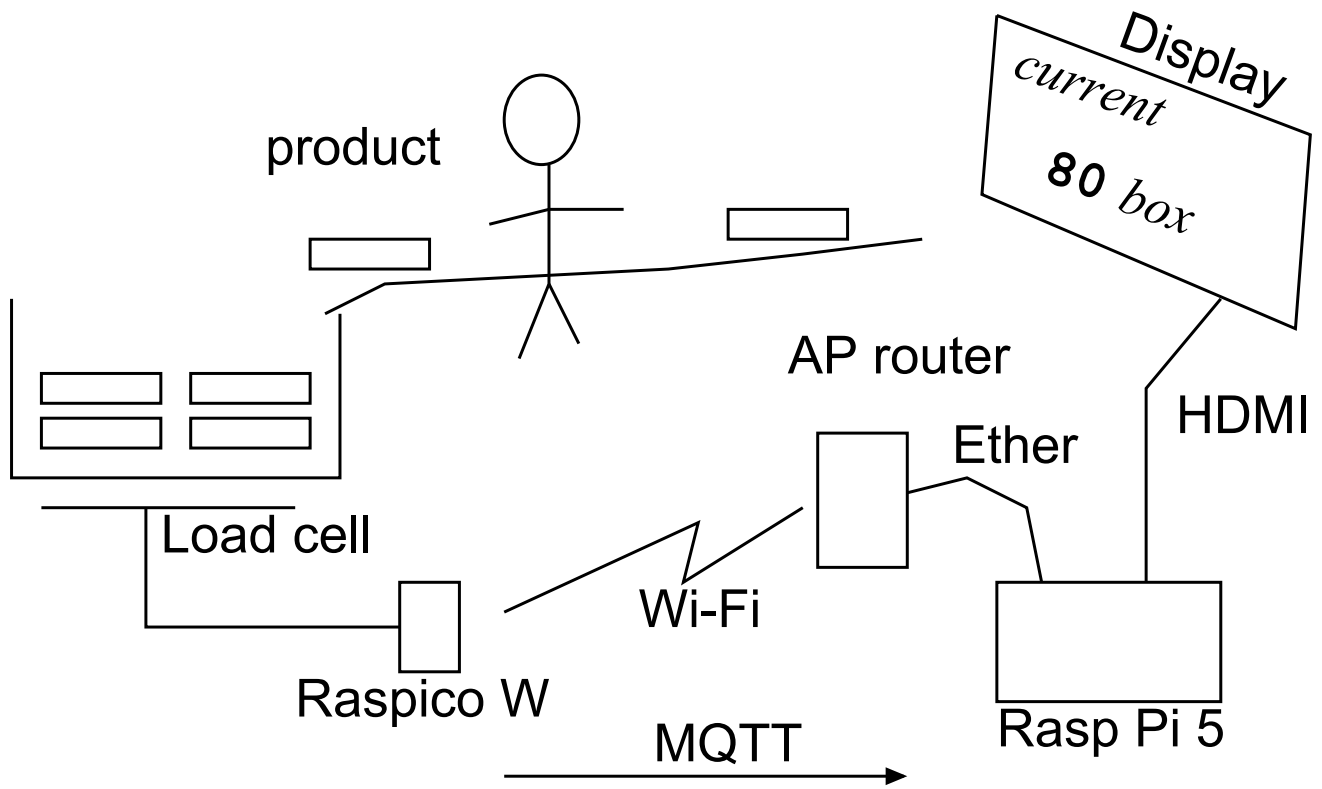 Display
current
80 box
product
AP router
HDMI
Ether
Load cell
Wi-Fi
Raspico W
Rasp Pi 5
MQTT